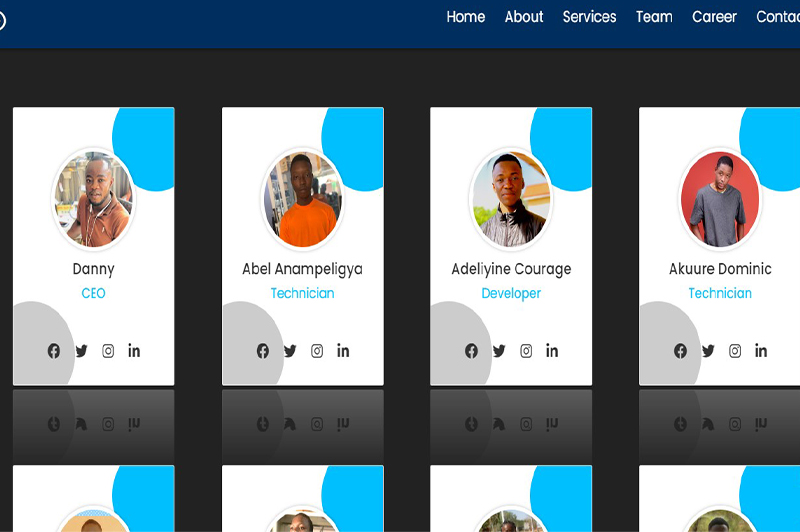 Home About Services Team Career Contac
Danny
CEO
Abel Anampeligya
Technician
Adeliyine Courage
Developer
Akuure Dominic
Technician